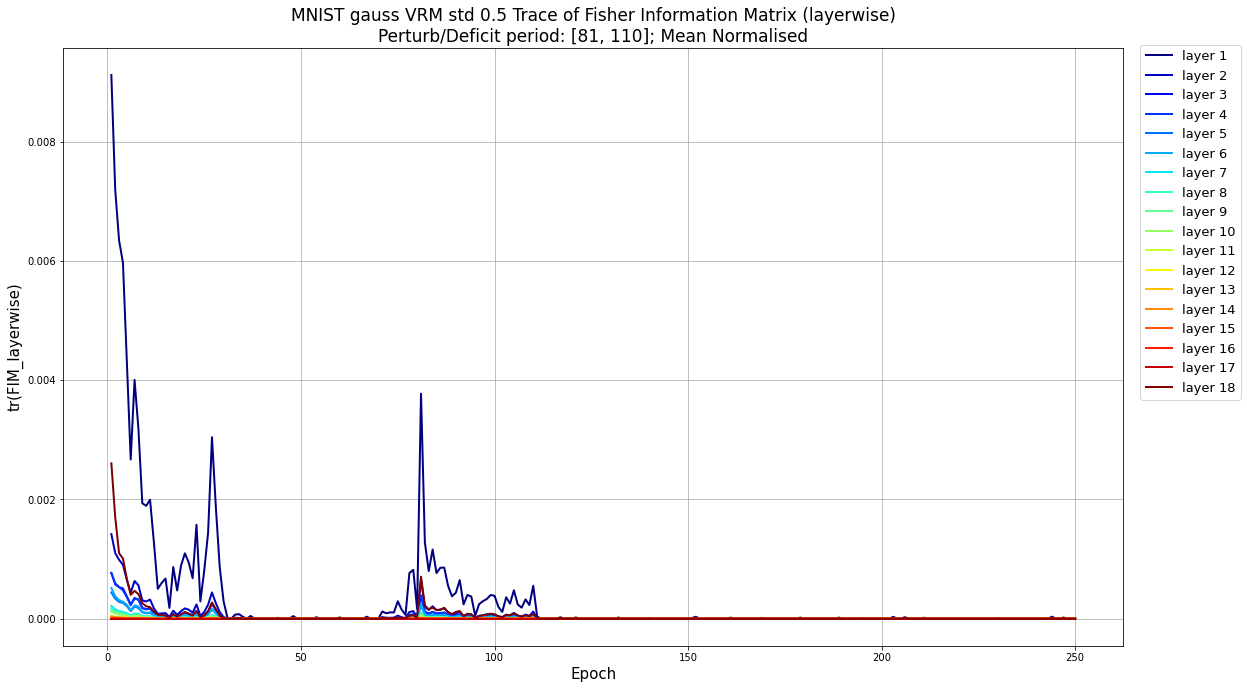 MNIST gauss VRM std 0.5 Trace of Fisher Information Matrix (layerwise)
Perturb/Deficit period: [81, 110]; Mean Normalised
tr(FIM_layerwise)
0.008
0.006
0.004
0.002
0.000
0
50
100
150
200
250
Epoch
layer 1
layer 2
layer 3
layer 4
layer 5
layer 6
layer 7
layer 8
layer 9
layer 10
layer 11
layer 12
layer 13
layer 14
layer 15
layer 16
layer 17
layer 18